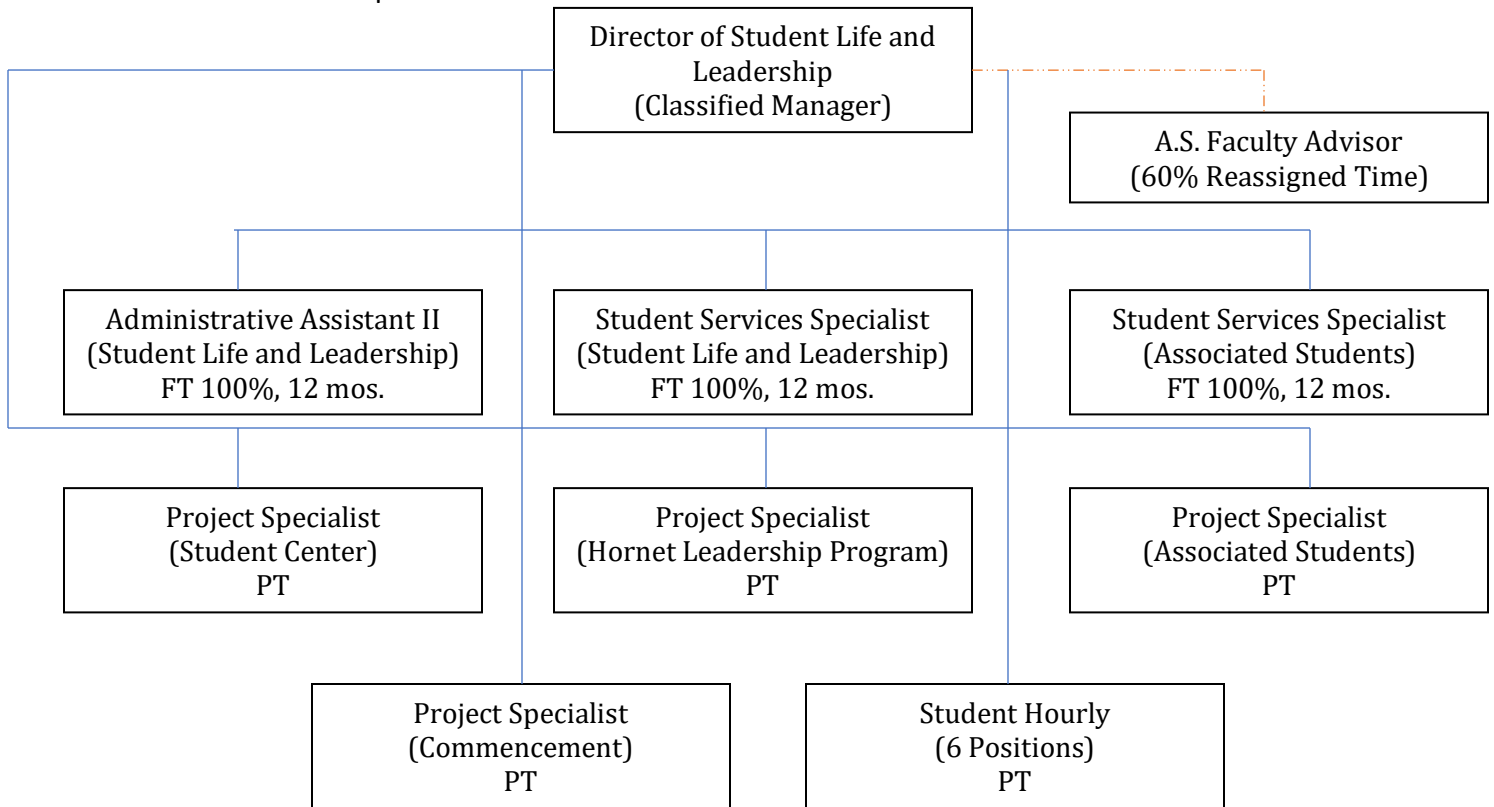 Director of Student Life and
Leadership
(Classified Manager)
A.S. Faculty Advisor
(60% Reassigned Time)
Administrative Assistant II
(Student Life and Leadership)
FT 100%, 12 mos.
Student Services Specialist
(Student Life and Leadership)
FT 100%, 12 mos.
Student Services Specialist
(Associated Students)
FT 100%, 12 mos.
Project Specialist
(Student Center)
PT
Project Specialist
(Hornet Leadership Program)
PT
Project Specialist
(Associated Students)
PT
Project Specialist
(Commencement)
PT
Student Hourly
(6 Positions)
PT